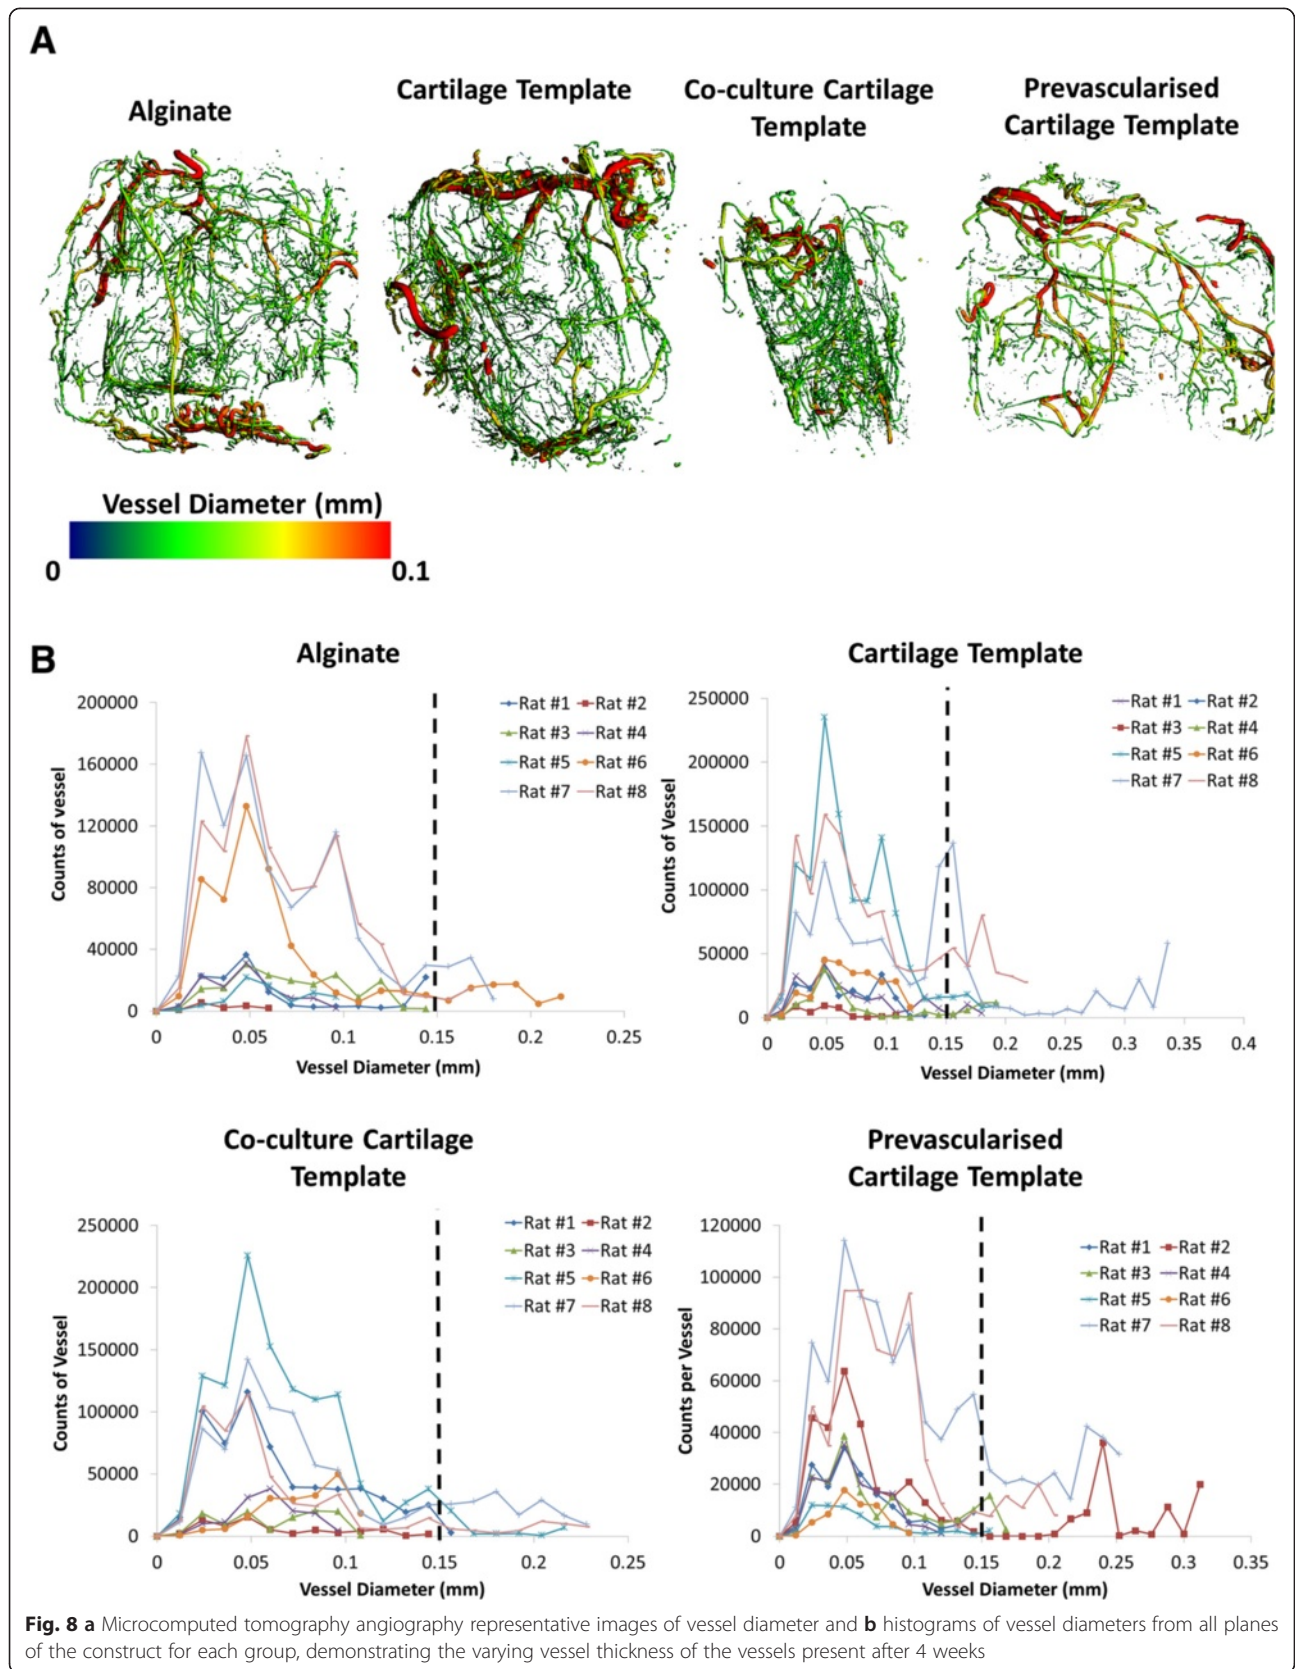 A
Alginate
Cartilage Template
Co-culture Cartilage
Template
Prevascularised
Cartilage Template
Vessel Diameter (mm)
0
0.1
B
Alginate
Counts of vessel
200000
160000
120000
80000
40000
0
0
0.05
0.1
0.15
0.2
0.25
Vessel Diameter (mm)
Rat #1 Rat #2
Rat #3 Rat #4
Rat #5 Rat #6
Rat #7 Rat #8
Cartilage Template
Counts of Vessel
250000
200000
150000
100000
50000
0
0
0.05
0.1
0.15
0.2
0.25
0.3
0.35
0.4
Vessel Diameter (mm)
Rat #1 Rat #2
Rat #3 Rat #4
Rat #5 Rat #6
Rat #7 Rat #8
Co-culture Cartilage
Template
Counts of Vessel
250000
200000
150000
100000
50000
0
0
0.05
0.1
0.15
0.2
0.25
Vessel Diameter (mm)
Rat #1 Rat #2
Rat #3 Rat #4
Rat #5 Rat #6
Rat #7 Rat #8
Prevascularised
Cartilage Template
Counts per Vessel
120000
100000
80000
60000
40000
20000
0
0
0.05
0.1
0.15
0.2
0.25
0.3
0.35
Vessel Diameter (mm)
Rat #1 Rat #2
Rat #3 Rat #4
Rat #5 Rat #6
Rat #7 Rat #8
Fig. 8 a Microcomputed tomography angiography representative images of vessel diameter and b histograms of vessel diameters from all planes
of the construct for each group, demonstrating the varying vessel thickness of the vessels present after 4 weeks